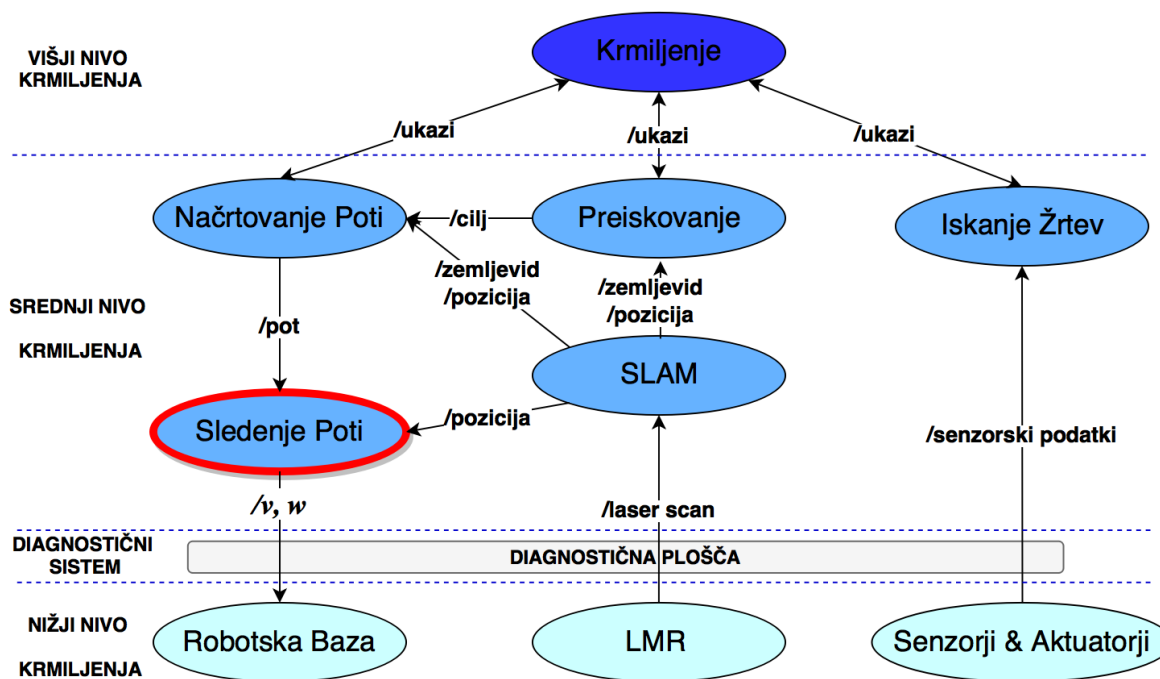 Krmiljenje
VIŠJI NIVO
KRMILJENJA
/ukazi
/ukazi
/ukazi
Načrtovanje Poti
/cilj
Preiskovanje
Iskanje Žrtev
/zemljevid
/pozicija
/zemljevid
/pozicija
SREDNJI NIVO
KRMILJENJA
/pot
SLAM
Sledenje Poti
/pozicija
/senzorski podatki
/v, w
/laser scan
DIAGNOSTIČNI
SISTEM
DIAGNOSTIČNA PLOŠČA
NIŽJI NIVO
KRMILJENJA
Robotska Baza
LMR
Senzorji & Aktuatorji